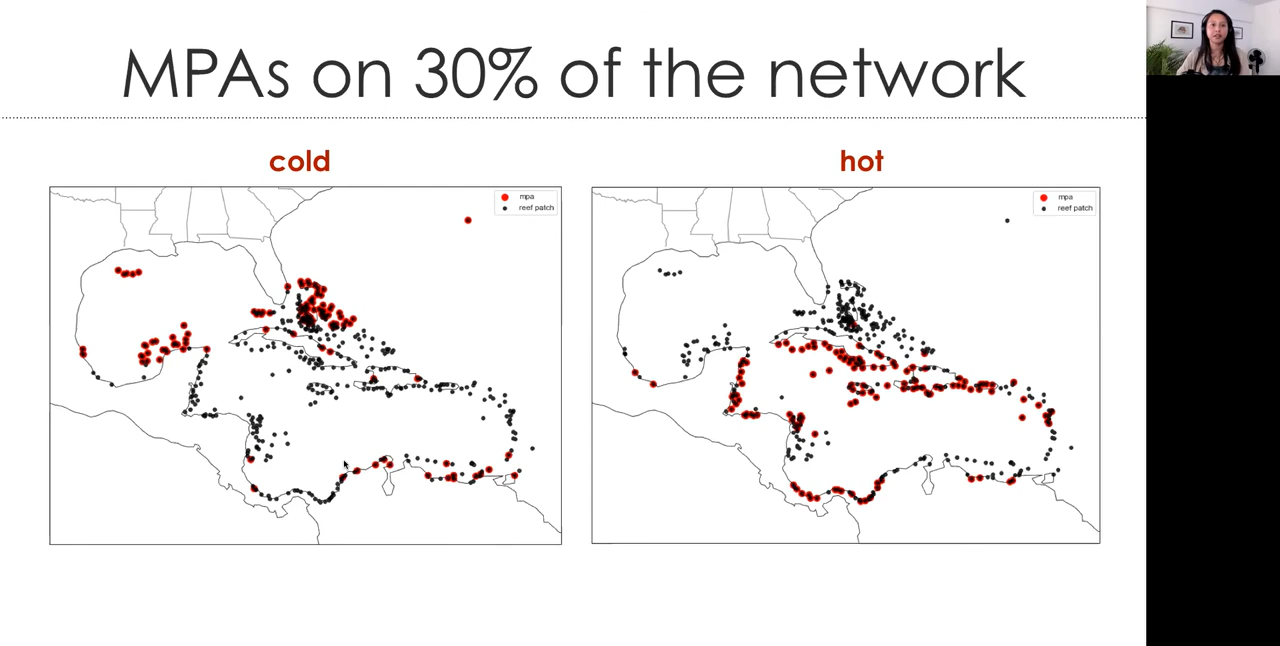 MPAs on 30% of the network
cold
hot
mpa
reef patch
mpa
reef patch